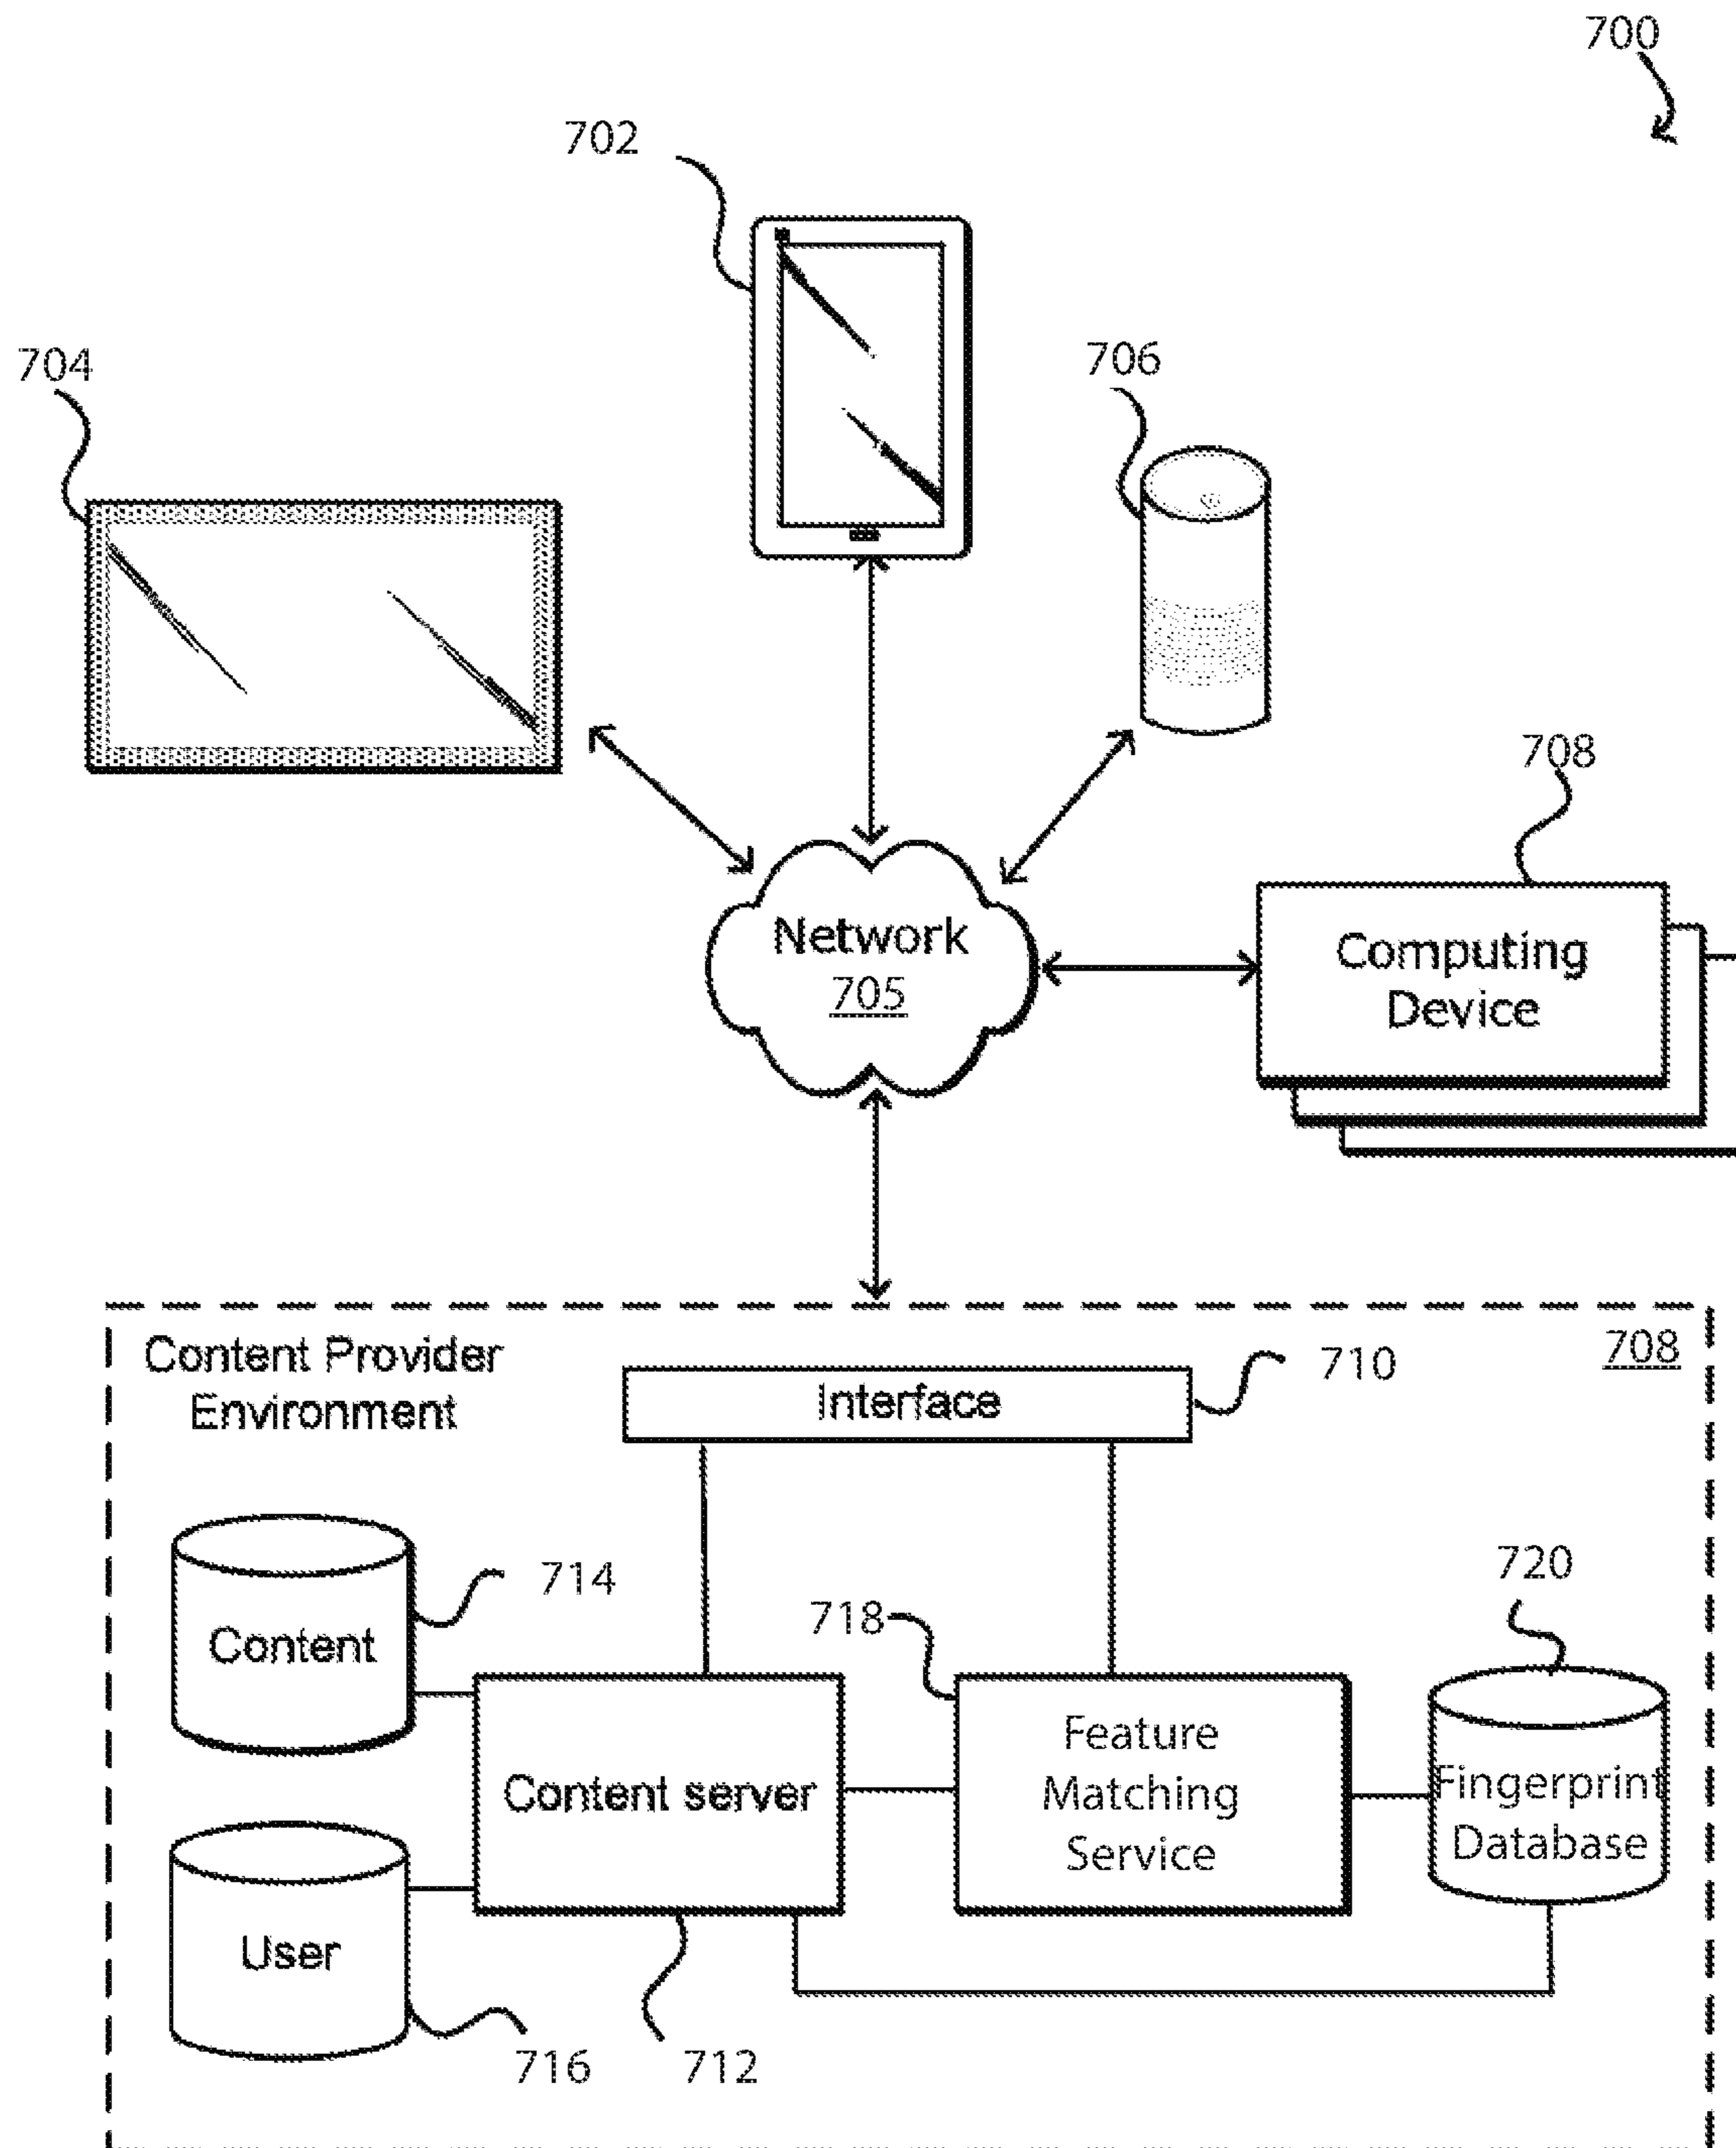 700
702
704
706
708
Network
705
Computing
Device
Content Provider
Environment
708
Interface
710
Content
714
718
720
Feature
Matching
Service
Content server
Fingerprint
Database
User
716
712